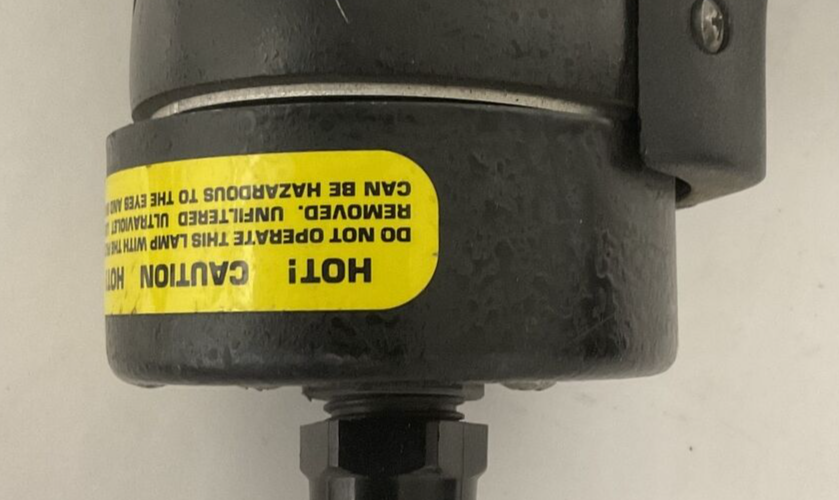 HOT! CAUTION HOT
DO NOT OPERATE THIS LAMP WITH THE
REMOVED. UNFILTERED ULTRAVIOLET
CAN BE HAZARDOUS TO THE EYES AND